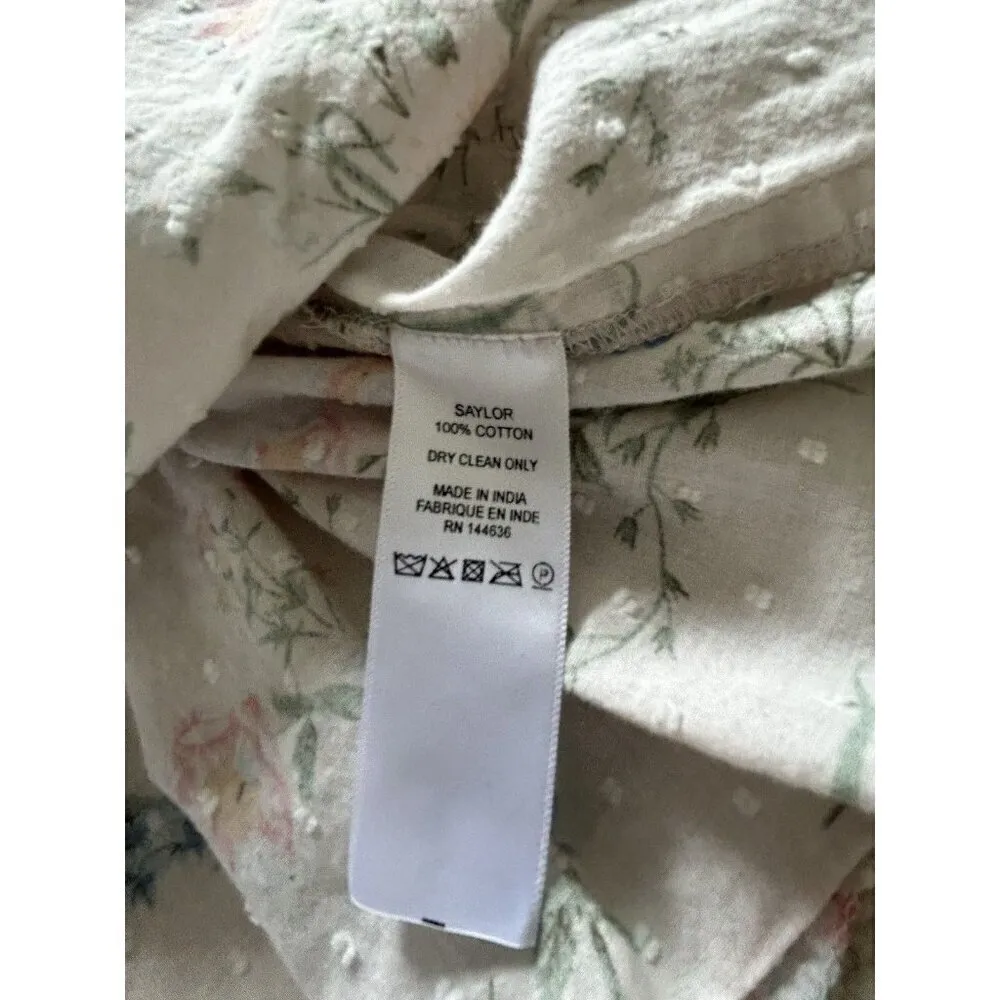 SAYLOR
100% COTTON
DRY CLEAN ONLY
MADE IN INDIA
FABRIQUE EN INDE
RN 144636
P